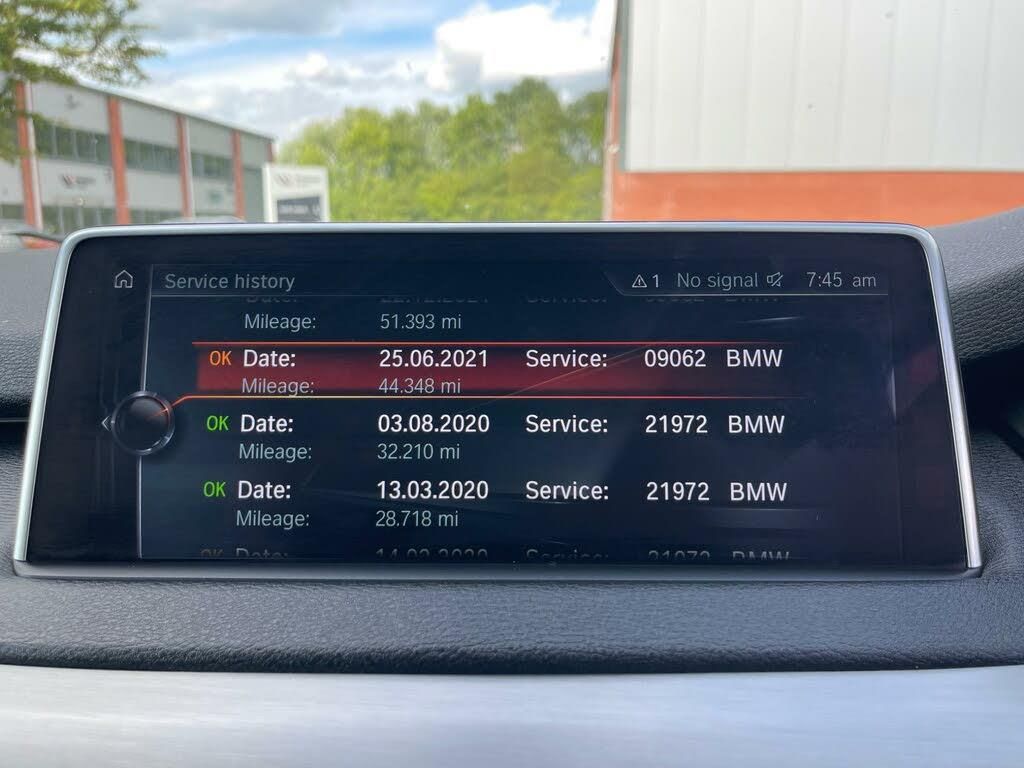 Service history
1 No signal 7:45 am
Mileage: 51.393 mi
OK Date: 25.06.2021 Service: 09062 BMW
Mileage: 44.348 mi
OK Date: 03.08.2020 Service: 21972 BMW
Mileage: 32.210 mi
OK Date: 13.03.2020 Service: 21972 BMW
Mileage: 28.718 mi